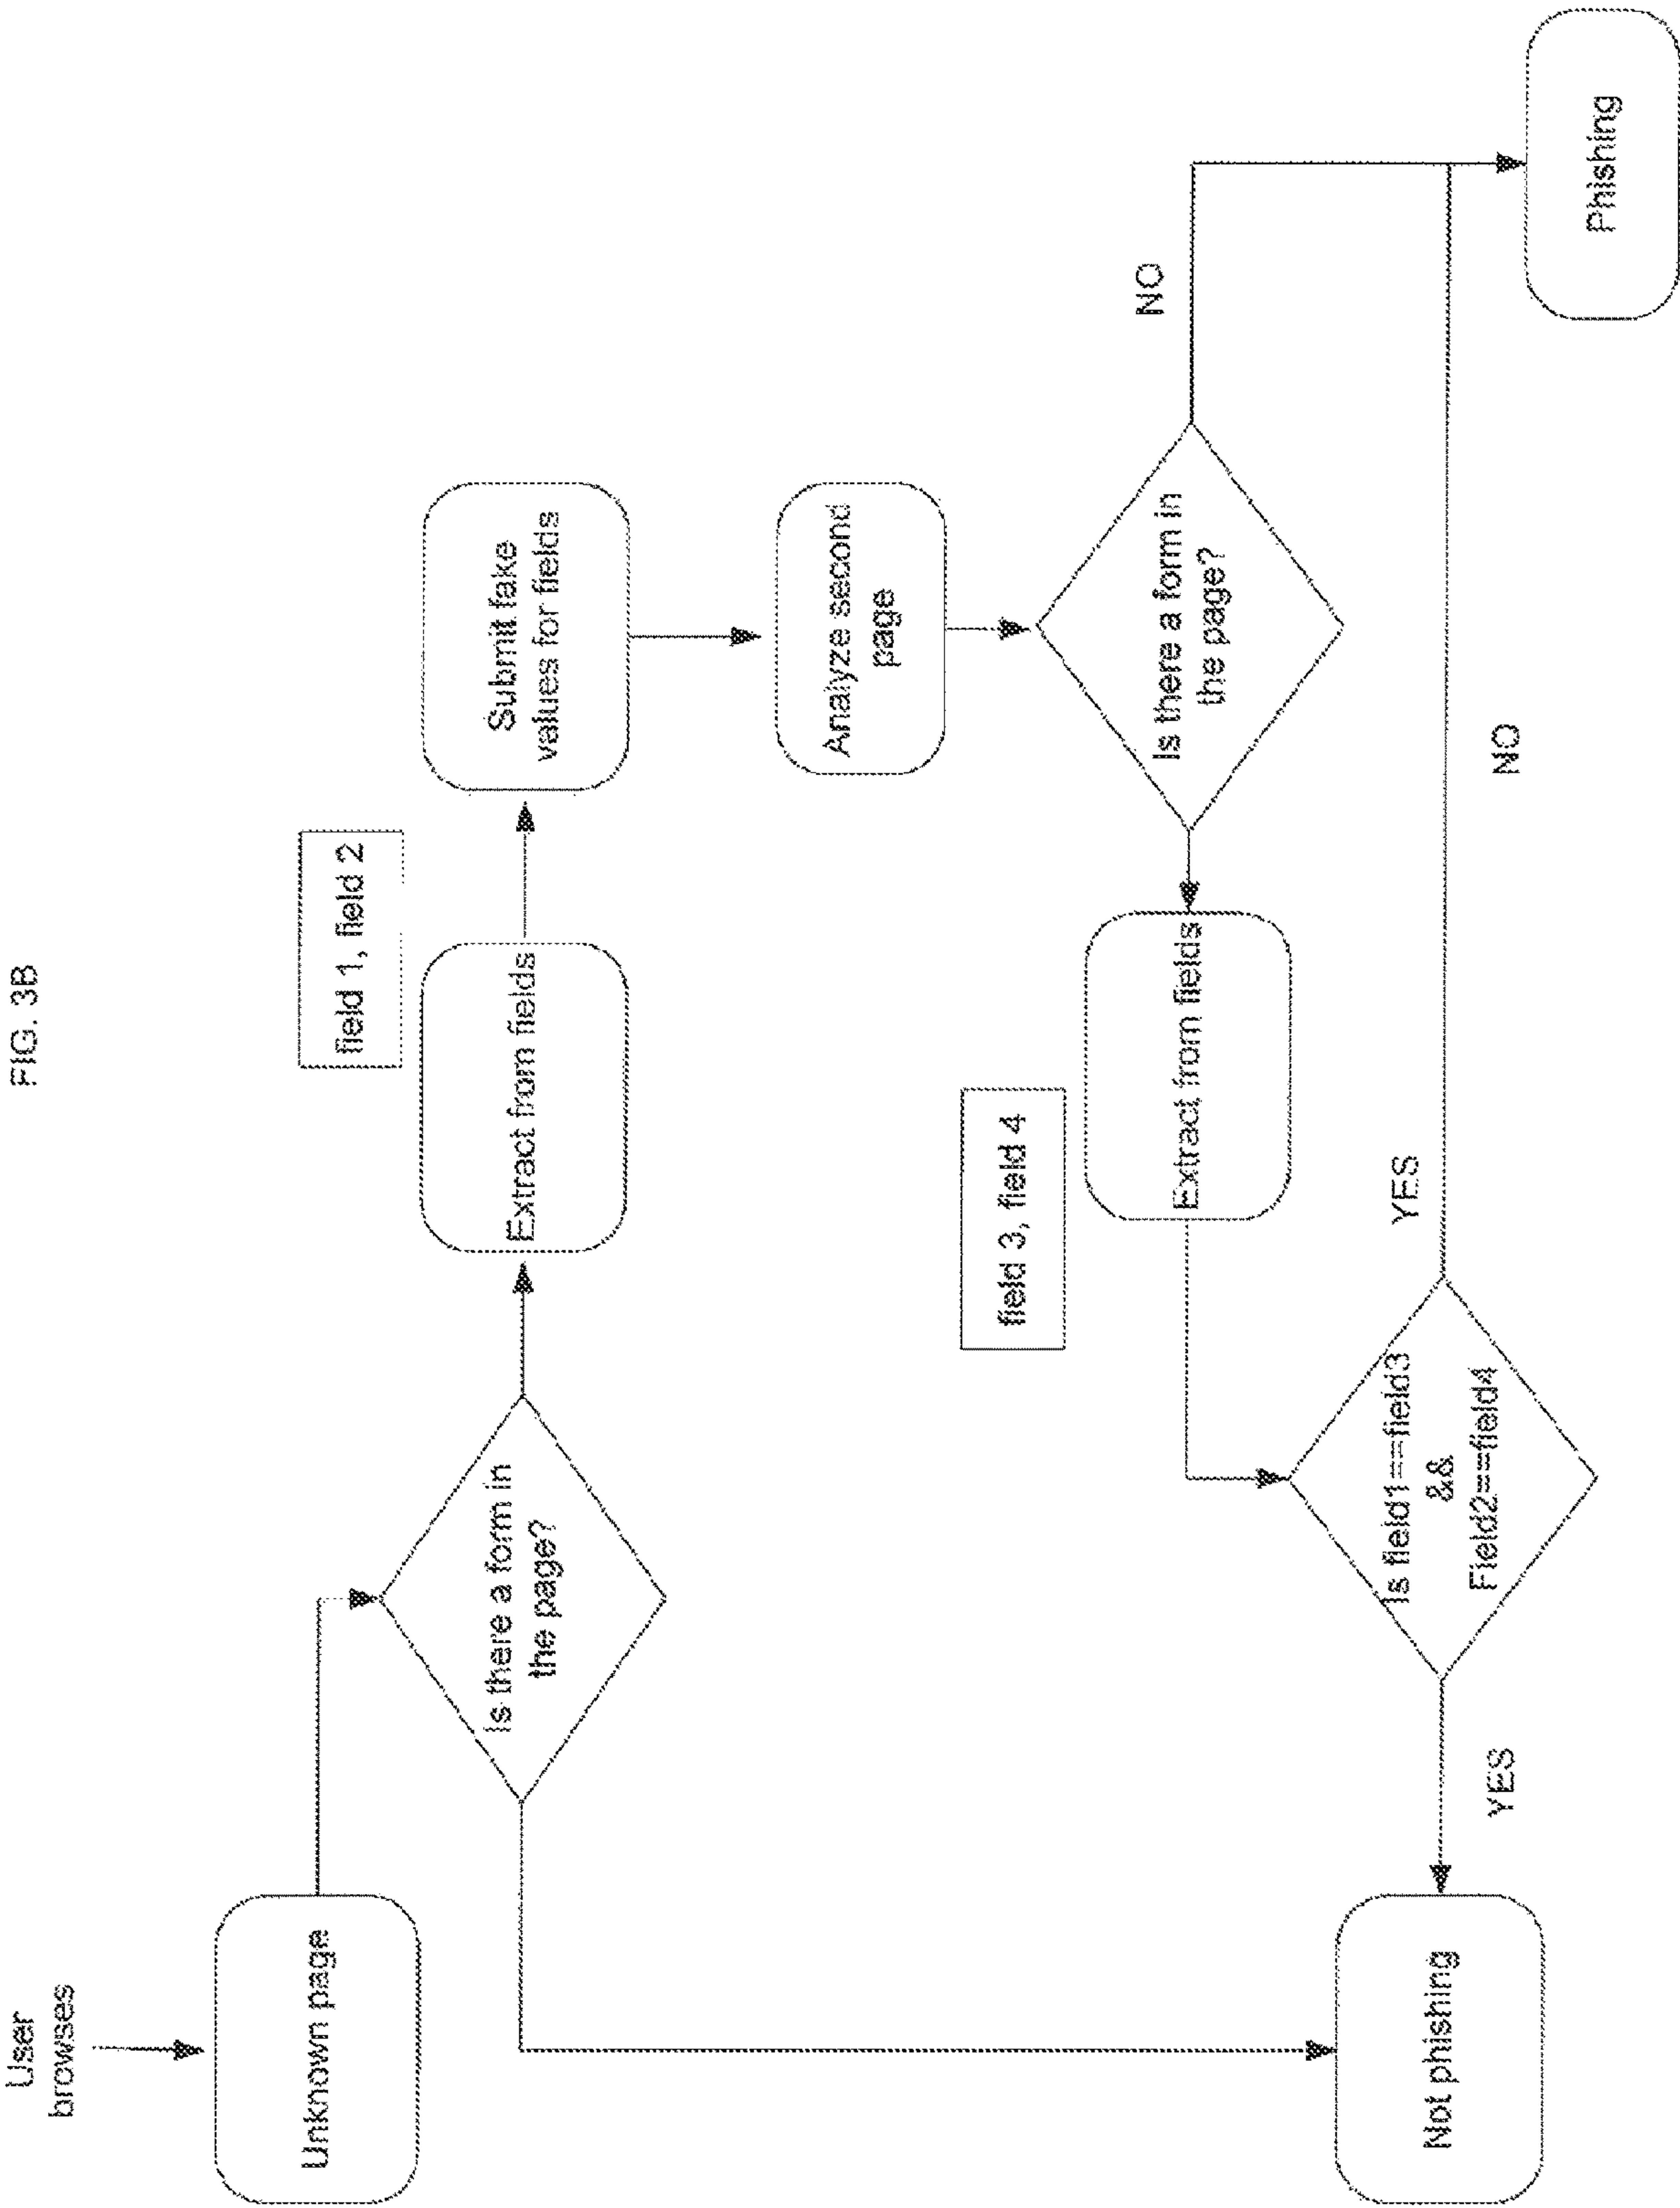 FIG. 3B
User
browses
Unknown page
Is there a form in
the page?
Extract from fields
field 1, field 2
Submit fake
values for fields
Analyze second
page
Is there a form in
the page?
NO
Extract from fields
field 3, field 4
Is field1==field3
&&
Field2==field4
YES
NO
YES
Not phishing
Phishing